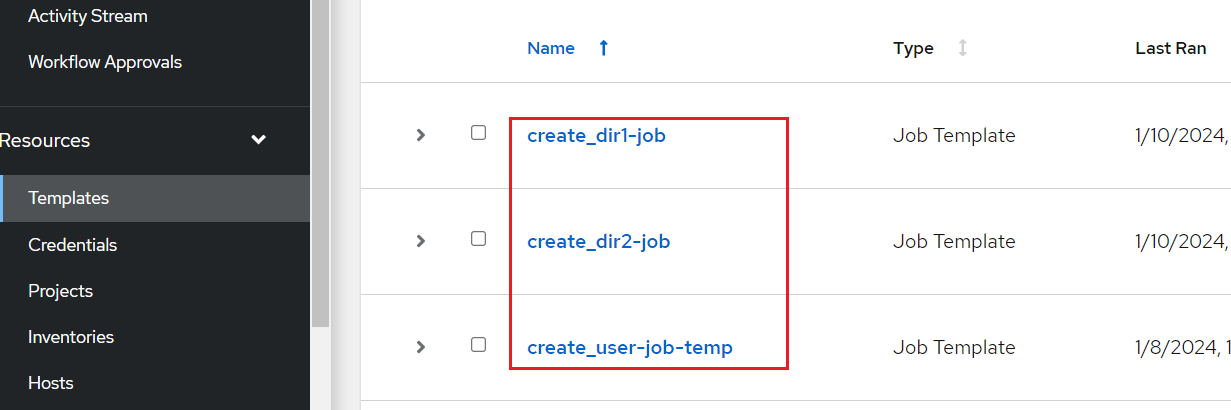 Activity Stream
Workflow Approvals
Resources
Templates
Credentials
Projects
Inventories
Hosts
Name Type Last Ran
create_dir1-job Job Template 1/10/2024,
create_dir2-job Job Template 1/10/2024,
create_user-job-temp Job Template 1/8/2024, 1